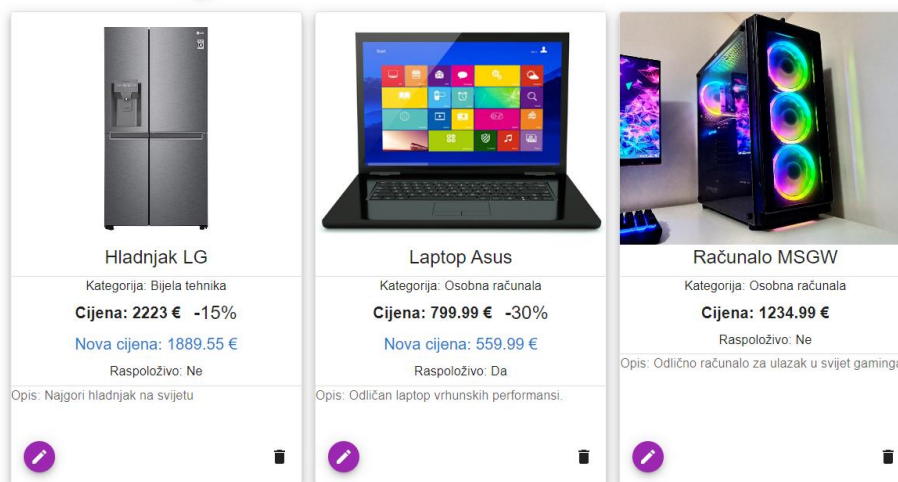 Hladnjak LG
Kategorija: Bijela tehnika
Cijena: 2223 € -15%
Nova cijena: 1889.55 €
Raspoloživo: Ne
Opis: Najgori hladnjak na svijetu
Start
Laptop Asus
Kategorija: Osobna računala
Cijena: 799.99 € -30%
Nova cijena: 559.99 €
Raspoloživo: Da
Opis: Odličan laptop vrhunskih performansi.
Računalo MSGW
Kategorija: Osobna računala
Cijena: 1234.99 €
Raspoloživo: Ne
Opis: Odlično računalo za ulazak u svijet gaminga